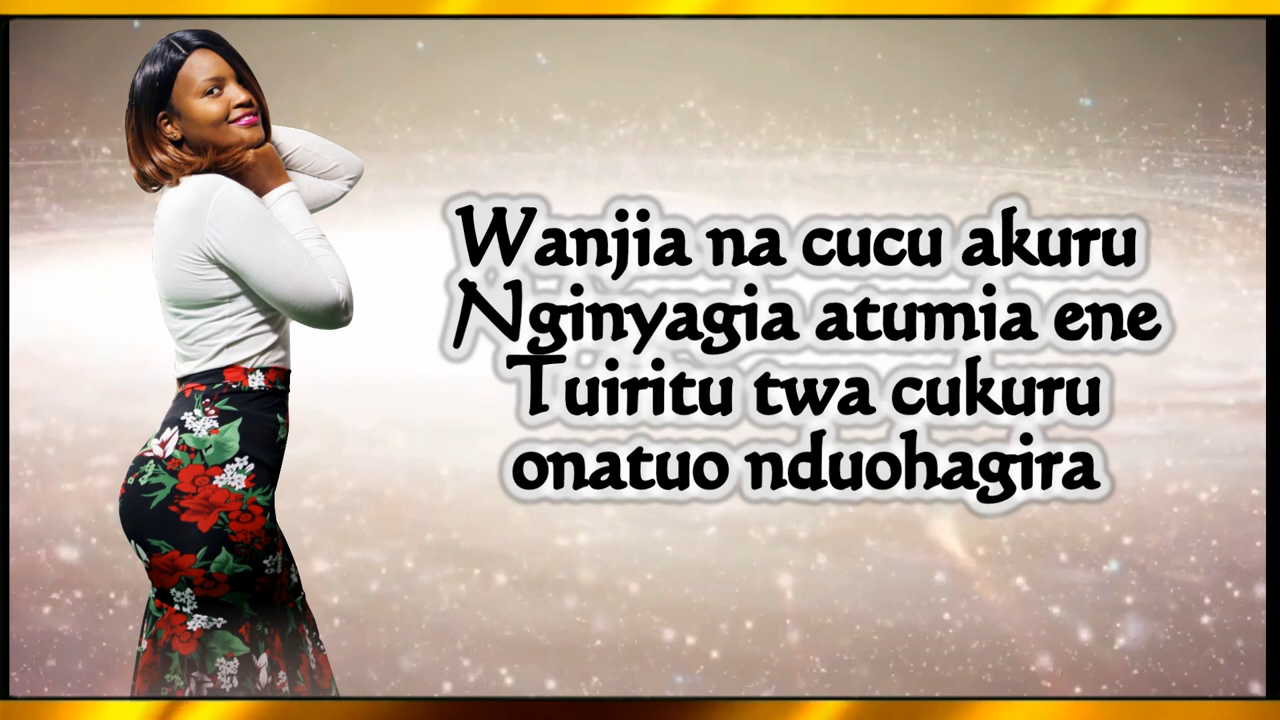 Wanjia na cucu akuru
Nginyagia atumia ene
Tuiritu twa cukuru
onatuo nduohagira